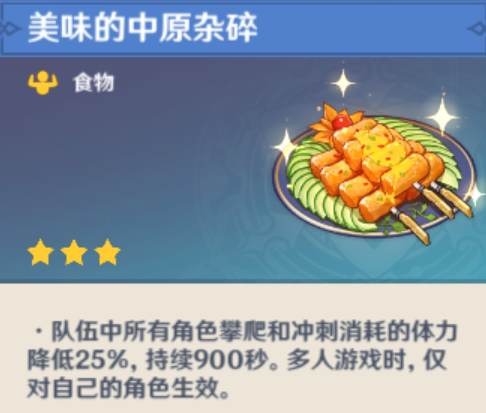 美味的中原杂碎
食物
·队伍中所有角色攀爬和冲刺消耗的体力
降低25%，持续900秒。多人游戏时，仅
对自己的角色生效。